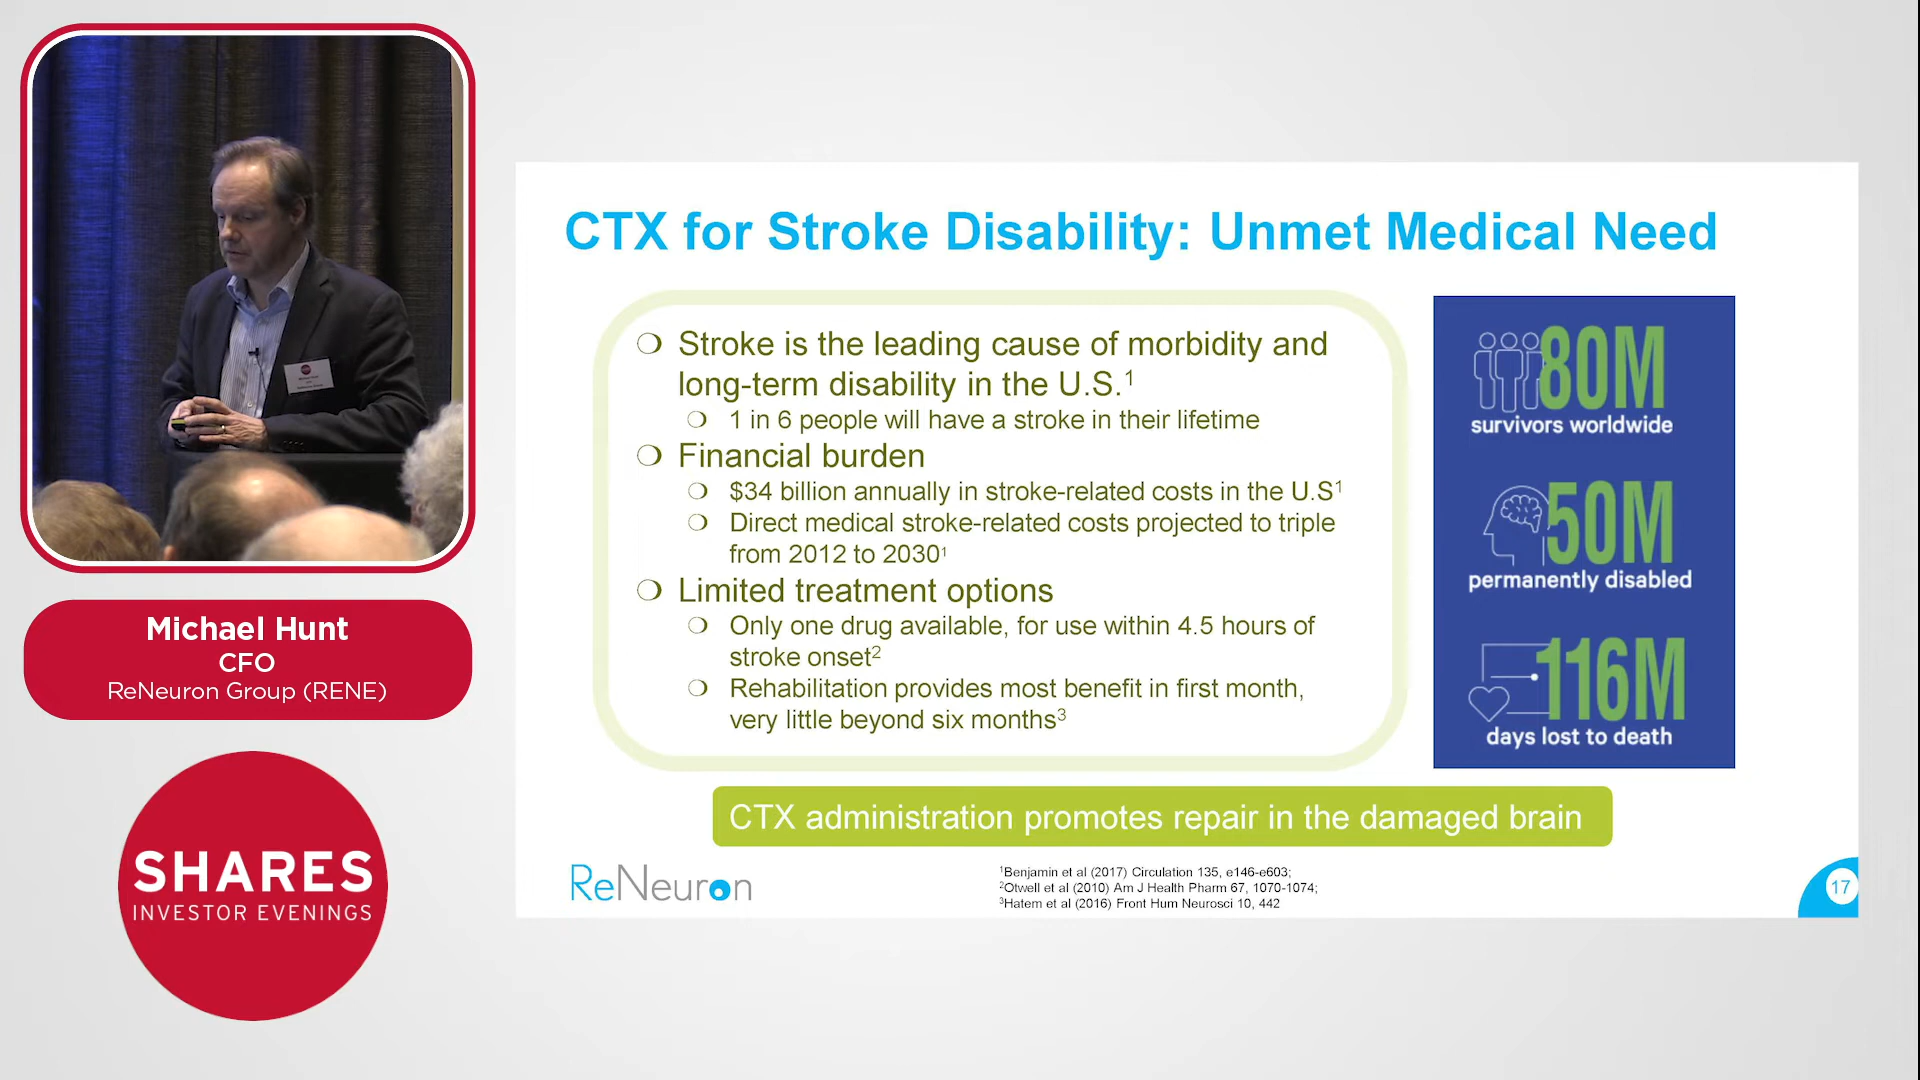 Michael Hunt
CFO
ReNeuron Group (RENE)
SHARES
INVESTOR EVENINGS
CTX for Stroke Disability: Unmet Medical Need
❍ Stroke is the leading cause of morbidity and
long-term disability in the U.S.¹
❍ 1 in 6 people will have a stroke in their lifetime
❍ Financial burden
❍ $34 billion annually in stroke-related costs in the U.S¹
❍ Direct medical stroke-related costs projected to triple
from 2012 to 2030¹
❍ Limited treatment options
❍ Only one drug available, for use within 4.5 hours of
stroke onset²
❍ Rehabilitation provides most benefit in first month,
very little beyond six months³
80M
survivors worldwide
50M
permanently disabled
116M
days lost to death
CTX administration promotes repair in the damaged brain
ReNeuron
¹Benjamin et al (2017) Circulation 135, e146-e603;
²Otwell et al (2010) Am J Health Pharm 67, 1070-1074;
³Hatem et al (2016) Front Hum Neurosci 10, 442
17